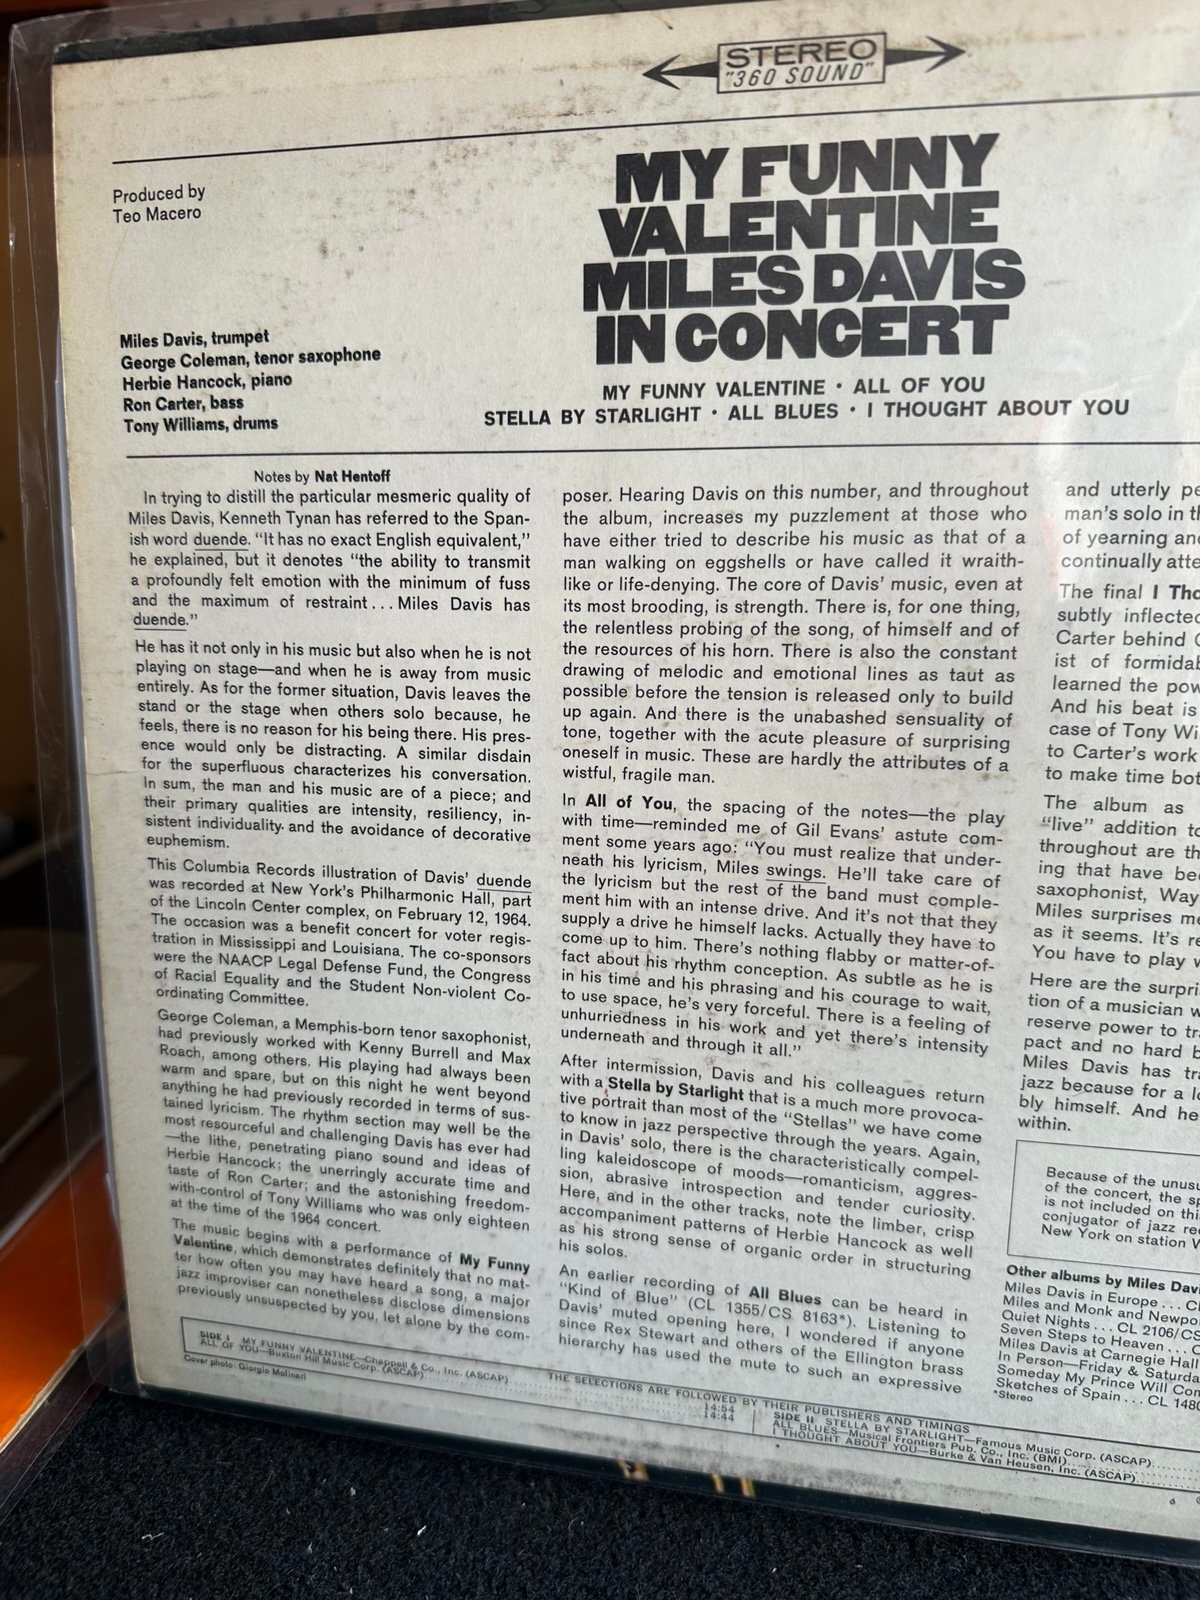 STEREO
"360 SOUND"
Produced by
Teo Macero
MY FUNNY
VALENTINE
MILES DAVIS
IN CONCERT
Miles Davis, trumpet
George Coleman, tenor saxophone
Herbie Hancock, piano
Ron Carter, bass
Tony Williams, drums
MY FUNNY VALENTINE • ALL OF YOU
STELLA BY STARLIGHT • ALL BLUES • I THOUGHT ABOUT YOU
Notes by Nat Hentoff
In trying to distill the particular mesmeric quality of
Miles Davis, Kenneth Tynan has referred to the Span-
ish word duende. “It has no exact English equivalent,”
he explained, but it denotes “the ability to transmit
a profoundly felt emotion with the minimum of fuss
and the maximum of restraint... Miles Davis has
duende.”
He has it not only in his music but also when he is not
playing on stage—and when he is away from music
entirely. As for the former situation, Davis leaves the
stand or the stage when others solo because, he
feels, there is no reason for his being there. His pres-
ence would only be distracting. A similar disdain
for the superfluous characterizes his conversation.
In sum, the man and his music are of a piece; and
their primary qualities are intensity, resiliency, in-
sistent individuality and the avoidance of decorative
euphemism.
This Columbia Records illustration of Davis’ duende
was recorded at New York’s Philharmonic Hall, part
of the Lincoln Center complex, on February 12, 1964.
The occasion was a benefit concert for voter regis-
tration in Mississippi and Louisiana. The co-sponsors
were the NAACP Legal Defense Fund, the Congress
of Racial Equality and the Student Non-violent Co-
ordinating Committee.
George Coleman, a Memphis-born tenor saxophonist,
had previously worked with Kenny Burrell and Max
Roach, among others. His playing had always been
warm and spare, but on this night he went beyond
anything he had previously recorded in terms of sus-
tained lyricism. The rhythm section may well be the
most resourceful and challenging Davis has ever had
—the lithe, penetrating piano sound and ideas of
Herbie Hancock; the unerringly accurate time and
taste of Ron Carter; and the astonishing freedom-
with-control of Tony Williams who was only eighteen
at the time of the 1964 concert.
The music begins with a performance of My Funny
Valentine, which demonstrates definitely that no mat-
ter how often you may have heard a song, a major
jazz improviser can nonetheless disclose dimensions
previously unsuspected by you, let alone by the com-
poser. Hearing Davis on this number, and throughout
the album, increases my puzzlement at those who
have either tried to describe his music as that of a
man walking on eggshells or have called it wraith-
like or life-denying. The core of Davis’ music, even at
its most brooding, is strength. There is, for one thing,
the relentless probing of the song, of himself and of
the resources of his horn. There is also the constant
drawing of melodic and emotional lines as taut as
possible before the tension is released only to build
up again. And there is the unabashed sensuality of
tone, together with the acute pleasure of surprising
oneself in music. These are hardly the attributes of a
wistful, fragile man.
In All of You, the spacing of the notes—the play
with time—reminded me of Gil Evans’ astute com-
ment some years ago: “You must realize that under-
neath his lyricism, Miles swings. He’ll take care of
the lyricism but the rest of the band must comple-
ment him with an intense drive. And it’s not that they
supply a drive he himself lacks. Actually they have to
come up to him. There’s nothing flabby or matter-of-
fact about his rhythm conception. As subtle as he is
in his time and his phrasing and his courage to wait,
to use space, he’s very forceful. There is a feeling of
unhurriedness in his work and yet there’s intensity
underneath and through it all.”
After intermission, Davis and his colleagues return
with a Stella by Starlight that is a much more provoca-
tive portrait than most of the “Stellas” we have come
to know in jazz perspective through the years. Again,
in Davis’ solo, there is the characteristically compel-
ling kaleidoscope of moods—romanticism, aggres-
sion, abrasive introspection and tender curiosity.
Here, and in the other tracks, note the limber, crisp
accompaniment patterns of Herbie Hancock as well
as his strong sense of organic order in structuring
his solos.
An earlier recording of All Blues can be heard in
“Kind of Blue” (CL 1355/CS 8163*). Listening to
Davis’ muted opening here, I wondered if anyone
since Rex Stewart and others of the Ellington brass
hierarchy has used the mute to such an expressive
and utterly pe
man’s solo in th
of yearning and
continually atte
The final I Tho
subtly inflected
Carter behind C
ist of formidab
learned the pow
And his beat is
case of Tony Wi
to Carter’s work
to make time bot
The album as
“live” addition to
throughout are th
ing that have bee
saxophonist, Way
Miles surprises me
as it seems. It’s re
You have to play w
Here are the surpri
tion of a musician w
reserve power to tr
pact and no hard b
Miles Davis has tra
jazz because for a lo
bly himself. And he
within.
Because of the unusu
of the concert, the sp
is not included on this
conjugator of jazz rec
New York on station W
Other albums by Miles Davi
Miles Davis in Europe... C
Miles and Monk and Newpo
Quiet Nights... CL 2106/CS
Seven Steps to Heaven... C
Miles Davis at Carnegie Hall
In Person—Friday & Saturda
Someday My Prince Will Com
Sketches of Spain... CL 1480
*Stereo
THE SELECTIONS ARE FOLLOWED BY THEIR PUBLISHERS AND TIMINGS
SIDE I MY FUNNY VALENTINE—Chappell & Co., Inc. (ASCAP) 14:54
ALL OF YOU—Buxton Hill Music Corp. (ASCAP) 14:44
SIDE II STELLA BY STARLIGHT—Famous Music Corp. (ASCAP)
ALL BLUES—Musical Frontiers Pub. Co., Inc. (BMI)
I THOUGHT ABOUT YOU—Burke & Van Heusen, Inc. (ASCAP)
Cover photo: Giorgio Molinari